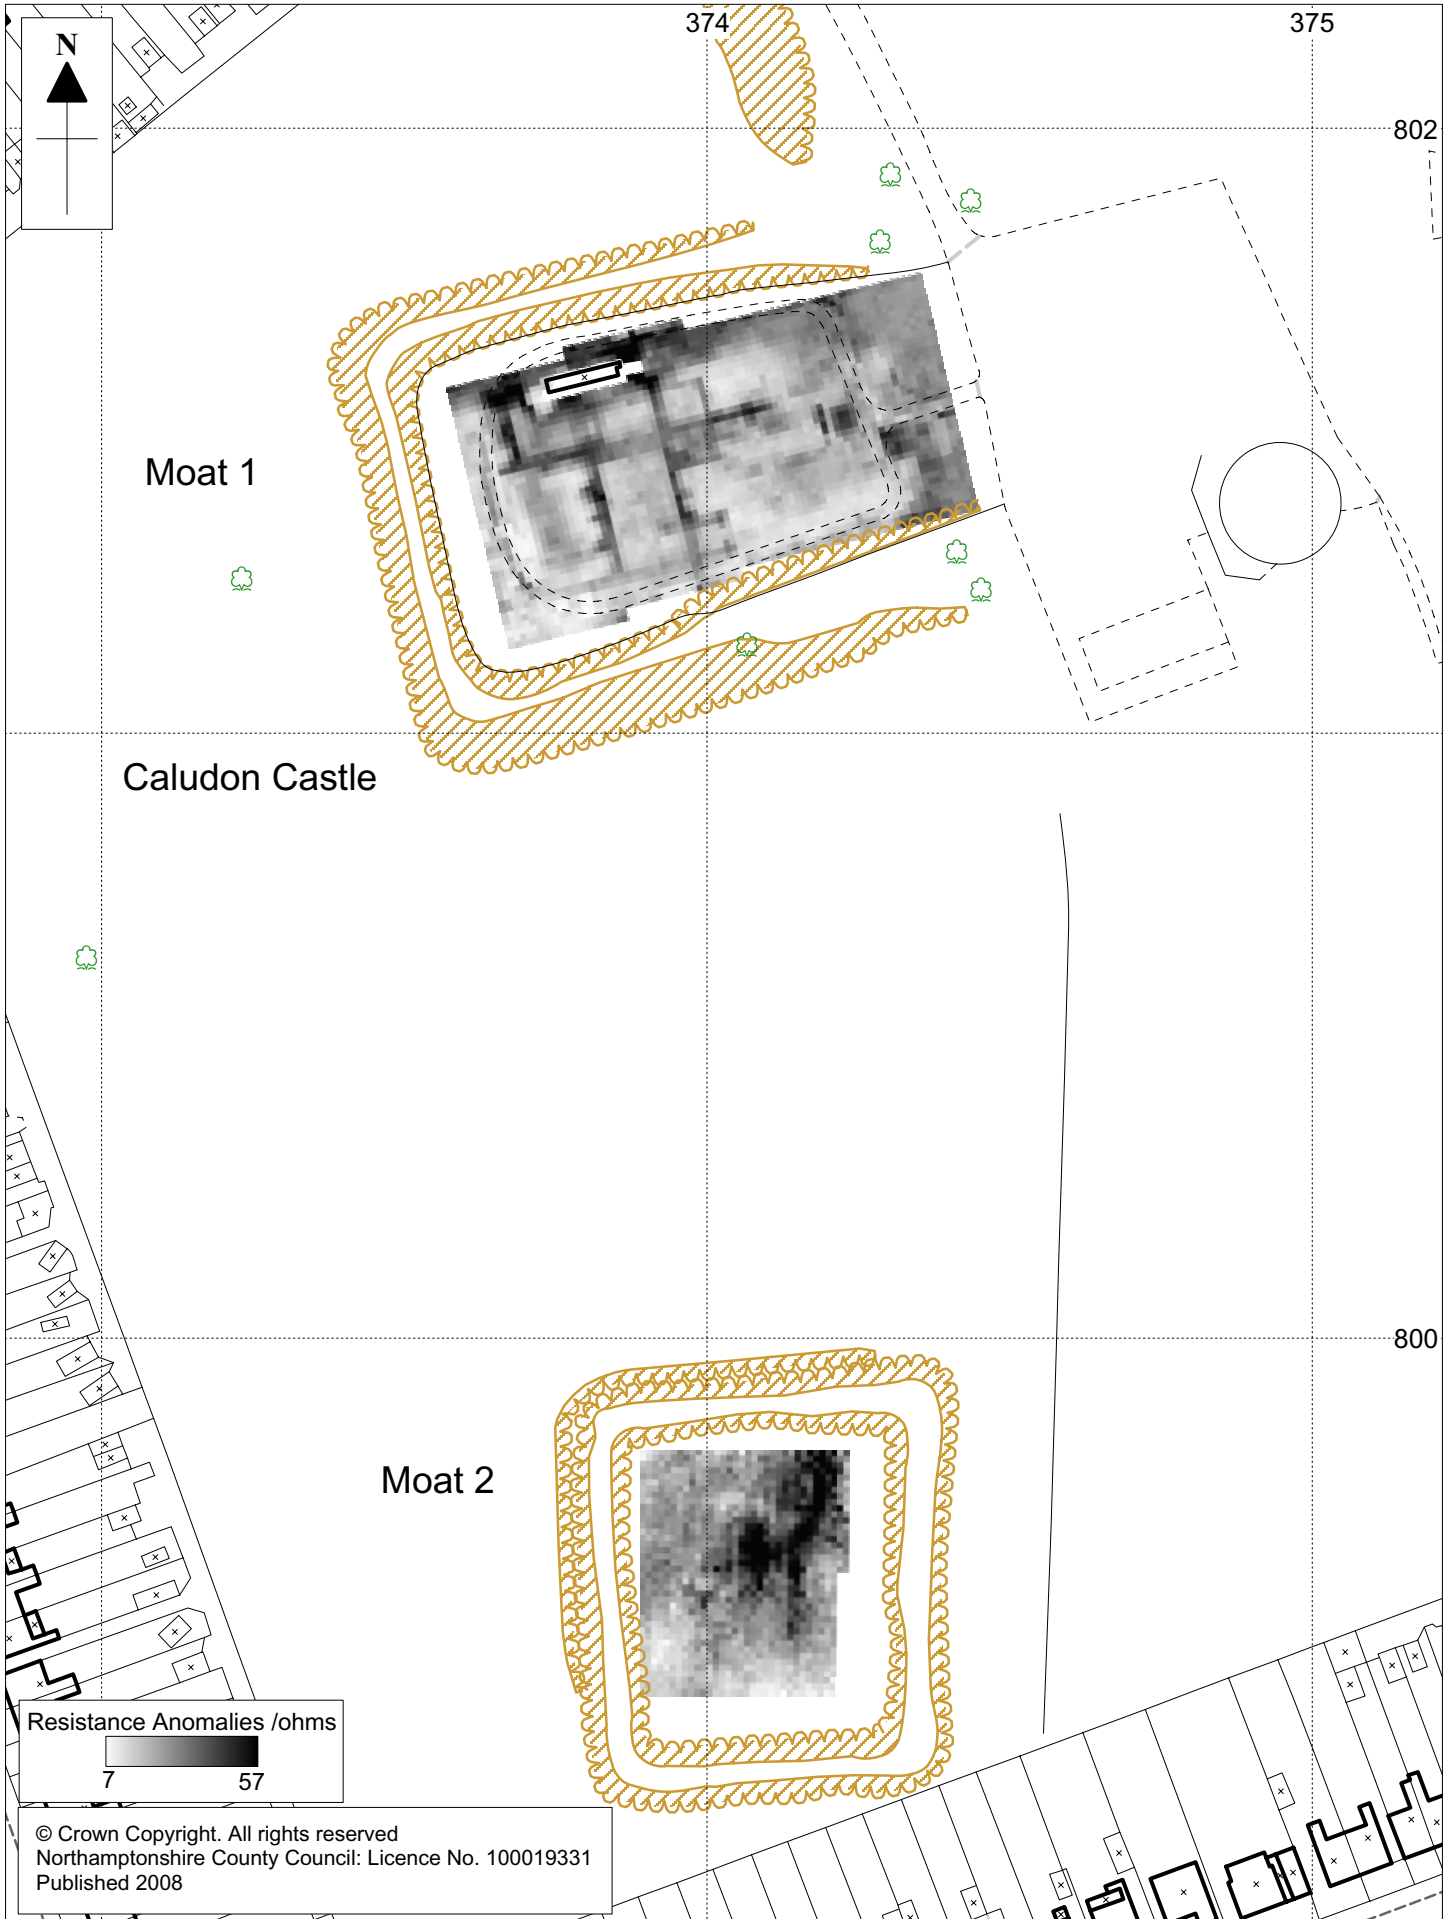 374
375
N
802
Moat 1
Caludon Castle
800
Moat 2
Resistance Anomalies /ohms
7
57
© Crown Copyright. All rights reserved
Northamptonshire County Council: Licence No. 100019331
Published 2008